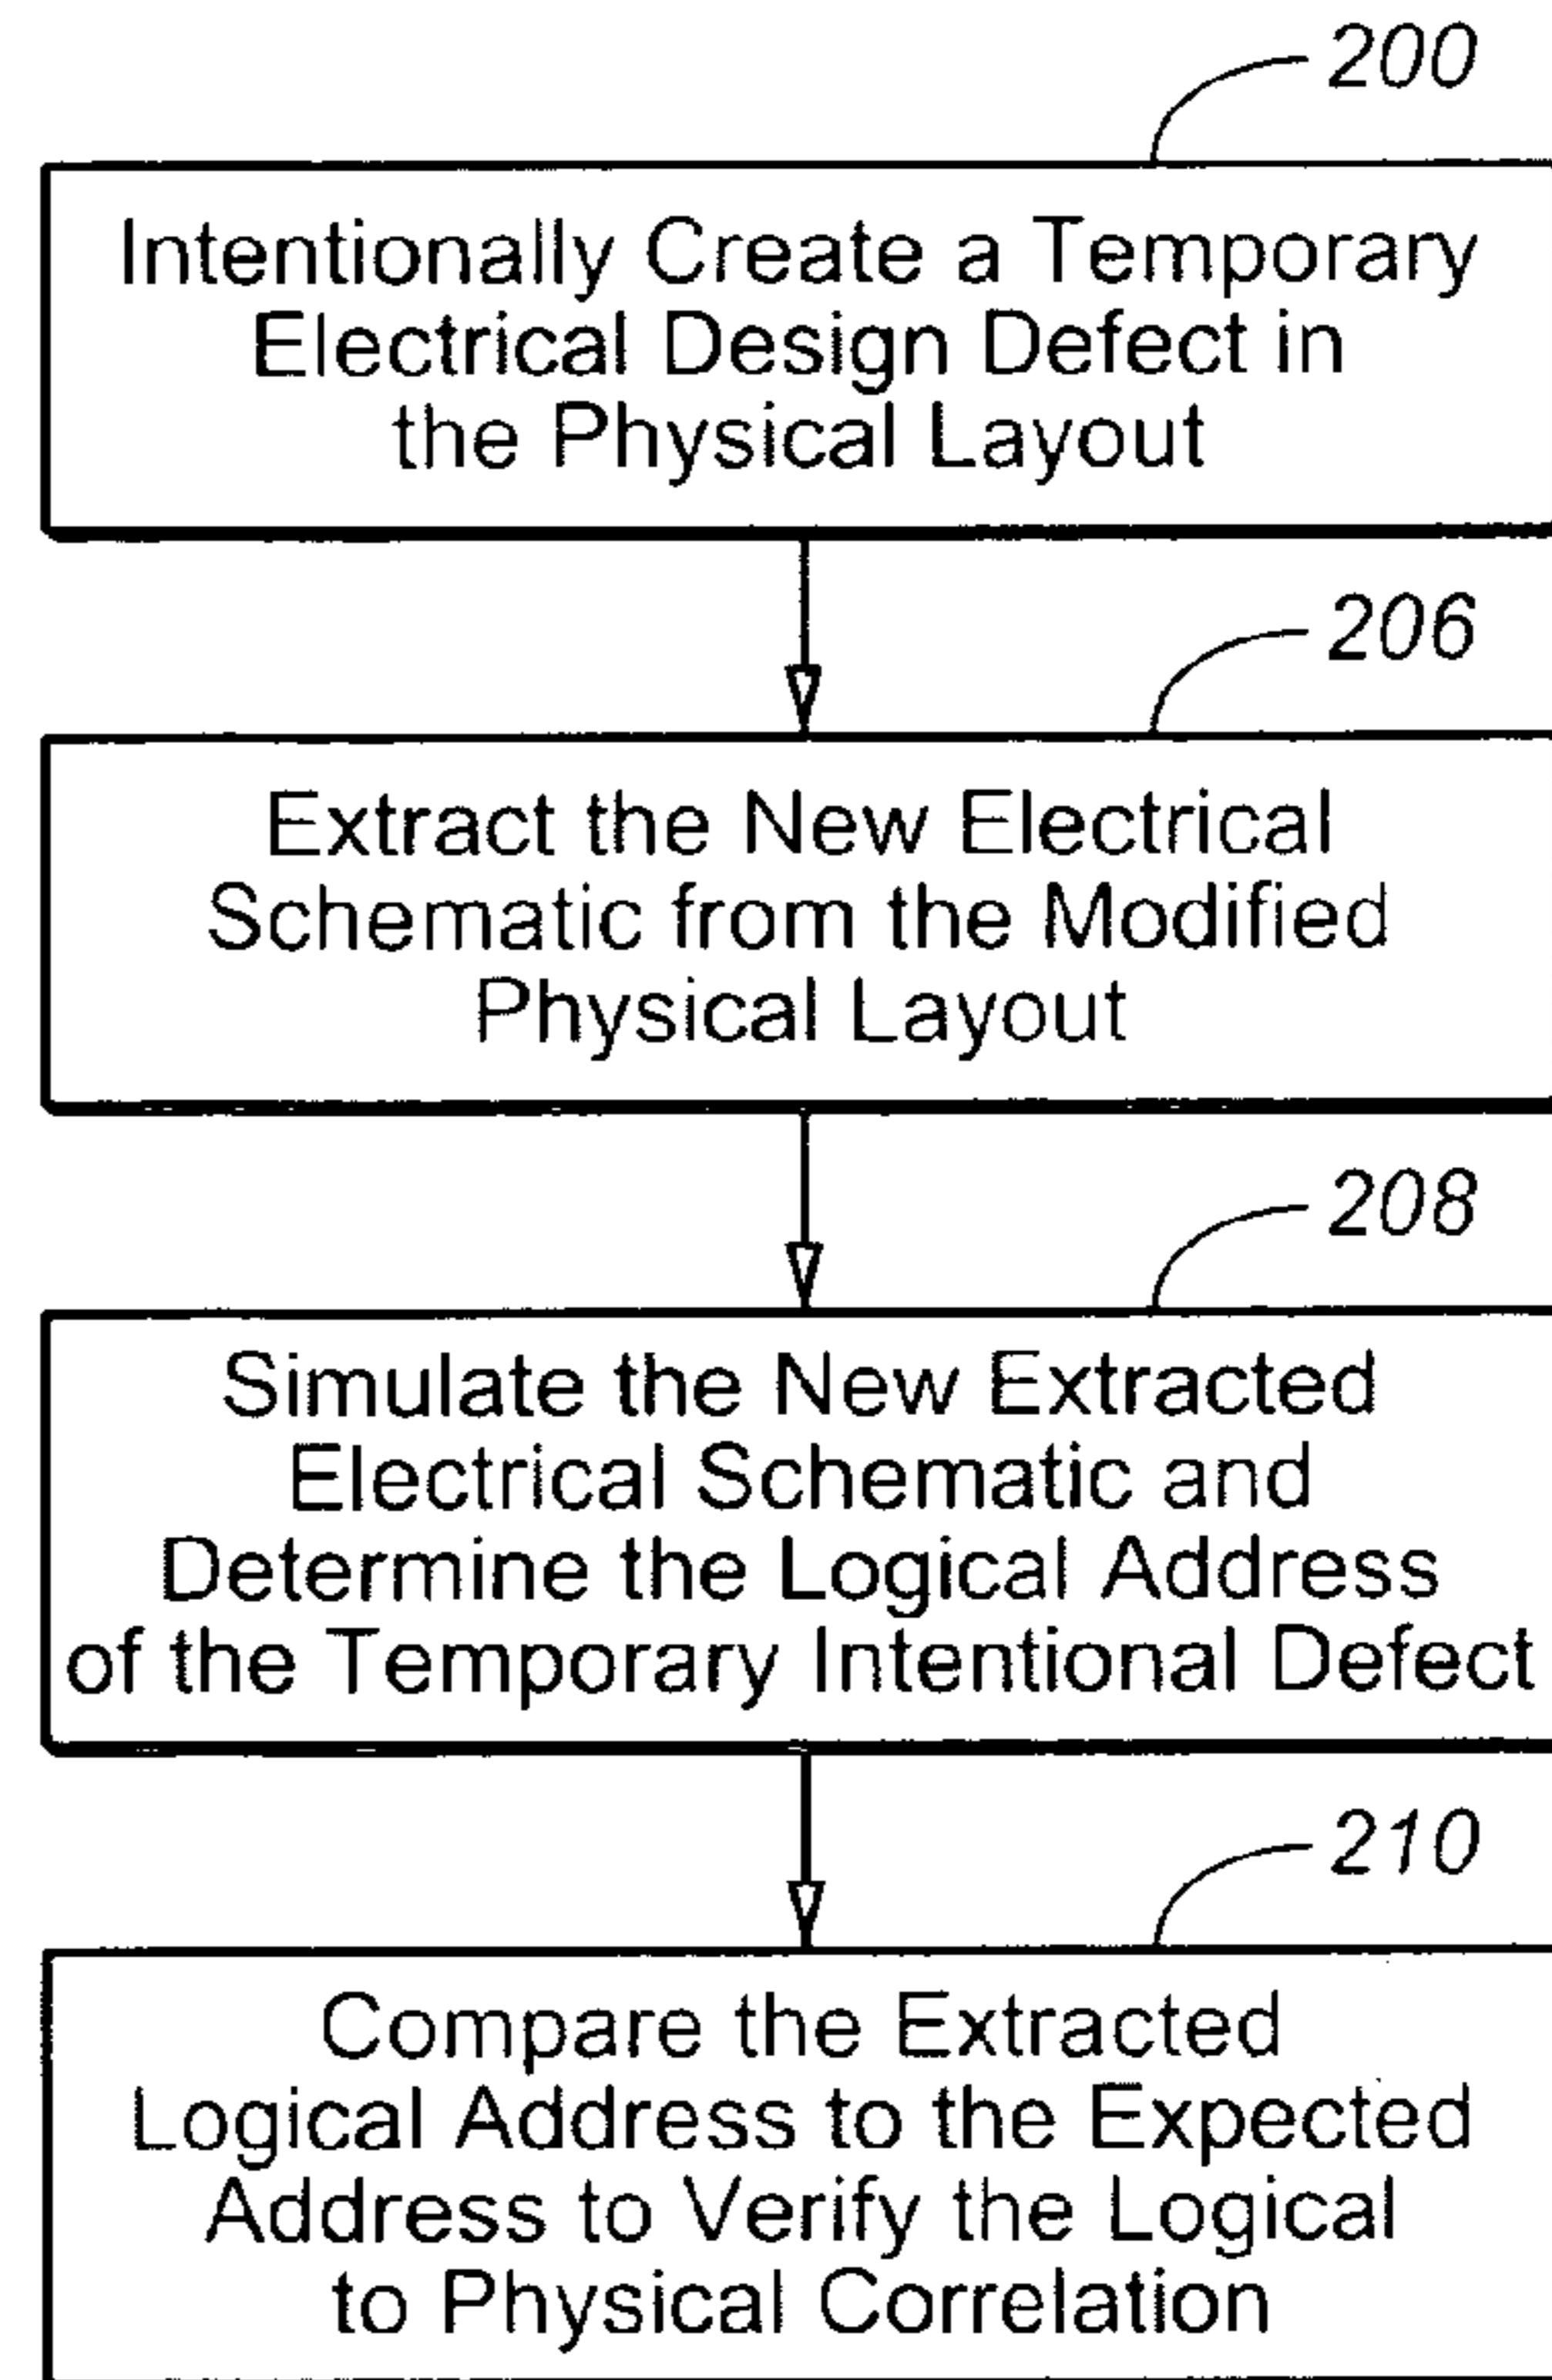 200
Intentionally Create a Temporary
Electrical Design Defect in
the Physical Layout
206
Extract the New Electrical
Schematic from the Modified
Physical Layout
208
Simulate the New Extracted
Electrical Schematic and
Determine the Logical Address
of the Temporary Intentional Defect
210
Compare the Extracted
Logical Address to the Expected
Address to Verify the Logical
to Physical Correlation